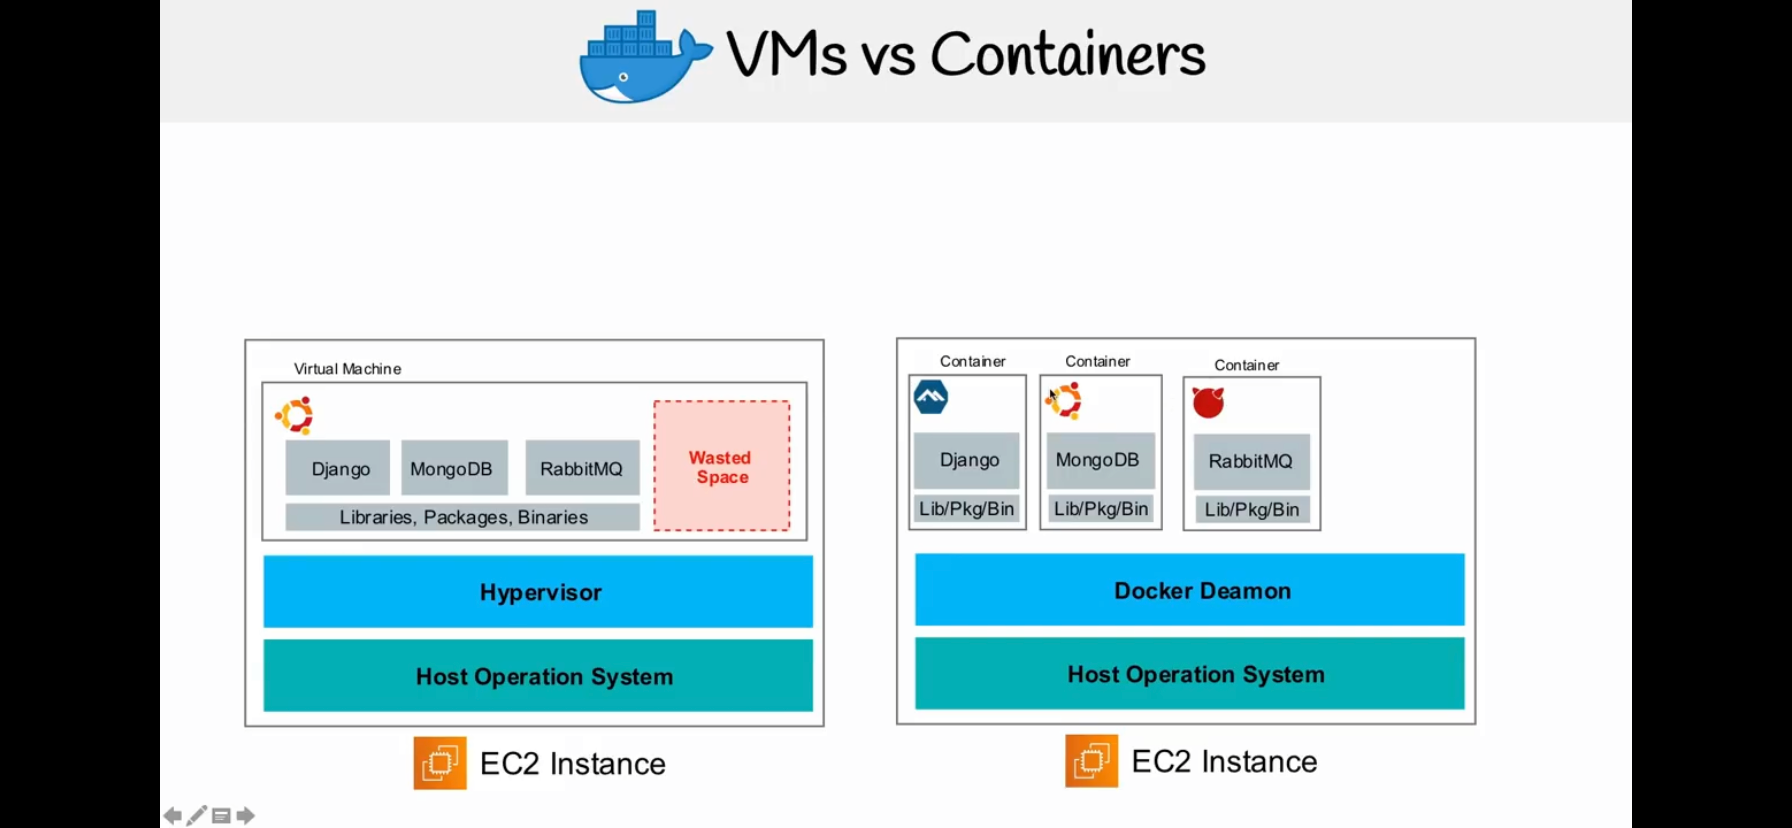 VMs vs Containers
Virtual Machine
Django
MongoDB
RabbitMQ
Wasted
Space
Libraries, Packages, Binaries
Hypervisor
Host Operation System
EC2 Instance
Container
Container
Container
Django
MongoDB
RabbitMQ
Lib/Pkg/Bin
Lib/Pkg/Bin
Lib/Pkg/Bin
Docker Deamon
Host Operation System
EC2 Instance